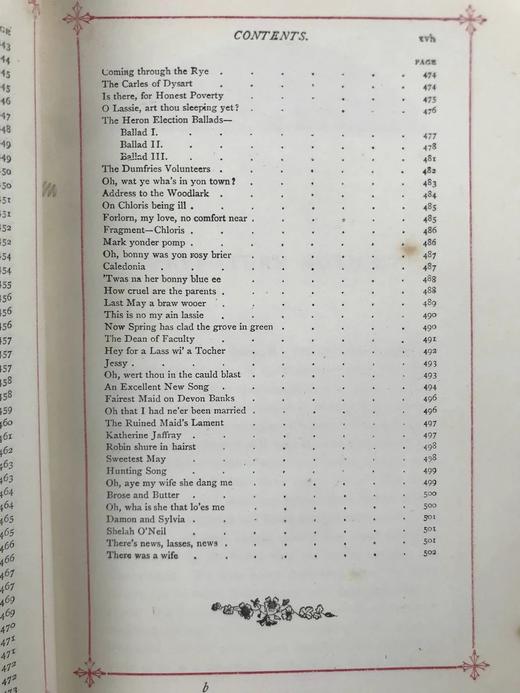 CONTENTS. xvh
PAGE
Coming through the Rye . . . . . . . 474
The Carles of Dysart . . . . . . . 474
Is there, for Honest Poverty . . . . . 475
O Lassie, art thou sleeping yet? . . . . . . 476
The Heron Election Ballads—
Ballad I. . . . . . . . 477
Ballad II. . . . . . . . 478
Ballad III. . . . . . . . 481
The Dumfries Volunteers . . . . . . . 482
Oh, wat ye wha's in yon town? . . . . . . 483
Address to the Woodlark . . . . . . . 484
On Chloris being ill . . . . . . . 485
Forlorn, my love, no comfort near . . . . . . 485
Fragment—Chloris . . . . . . . 486
Mark yonder pomp . . . . . . . 486
Oh, bonny was yon rosy brier . . . . . 487
Caledonia . . . . . . . 487
'Twas na her bonny blue ee . . . . . 488
How cruel are the parents . . . . . . . 488
Last May a braw wooer . . . . . . . 489
This is no my ain lassie . . . . . . . 490
Now Spring has clad the grove in green . . . . . 490
The Dean of Faculty . . . . . . . 491
Hey for a Lass wi' a Tocher . . . . . 492
Jessy . . . . . . . 493
Oh, wert thou in the cauld blast . . . . . . 493
An Excellent New Song . . . . . . . 494
Fairest Maid on Devon Banks . . . . . . 496
Oh that I had ne'er been married . . . . . . 496
The Ruined Maid's Lament . . . . . 497
Katherine Jaffray . . . . . . . 497
Robin shure in hairst . . . . . . . 498
Sweetest May . . . . . . . 498
Hunting Song . . . . . . . 499
Oh, aye my wife she dang me . . . . . 499
Brose and Butter . . . . . . . 500
Oh, wha is she that lo'es me . . . . . 500
Damon and Sylvia . . . . . . . 501
Shelah O'Neil . . . . . . . 501
There's news, lasses, news . . . . . . . 501
There was a wife . . . . . . . 502
b